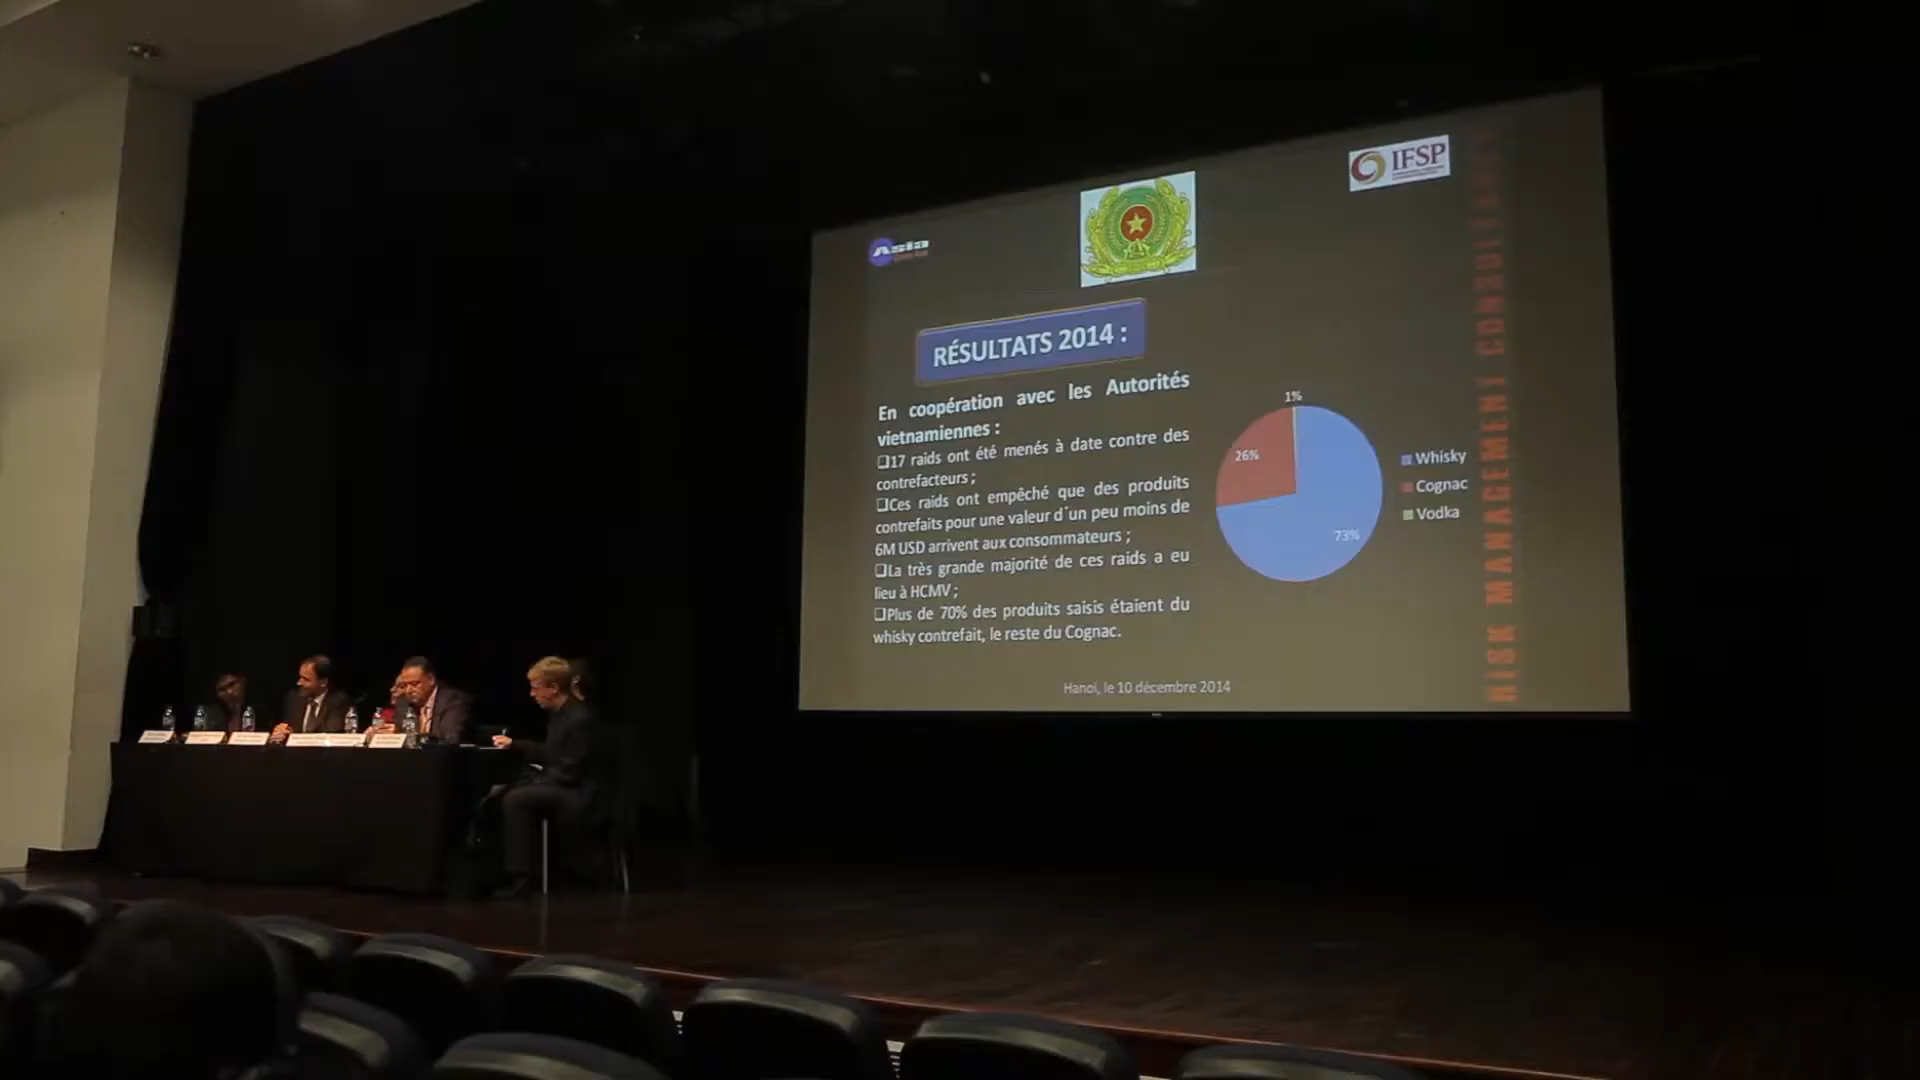 IFSP
Asia
RÉSULTATS 2014 :
En coopération avec les Autorités
vietnamiennes :
❑17 raids ont été menés à date contre des
contrefacteurs ;
❑Ces raids ont empêché que des produits
contrefaits pour une valeur d´un peu moins de
6M USD arrivent aux consommateurs ;
❑La très grande majorité de ces raids a eu
lieu à HCMV ;
❑Plus de 70% des produits saisis étaient du
whisky contrefait, le reste du Cognac.
1%
26%
73%
Whisky
Cognac
Vodka
RISK MANAGEMENT CONSULTANTS
Hanoi, le 10 décembre 2014